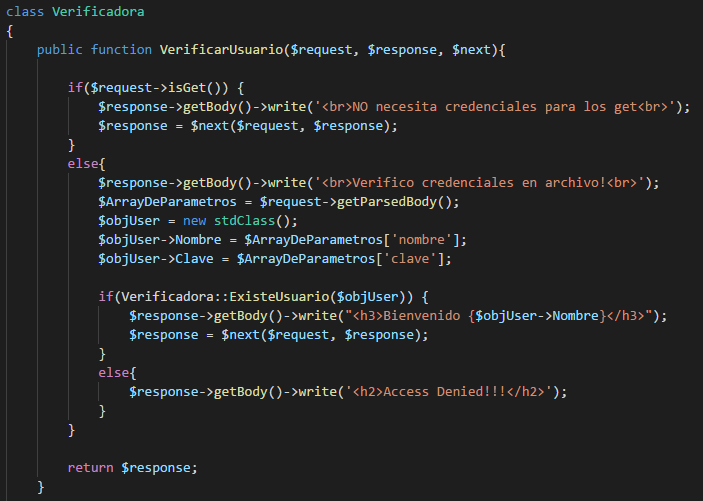 class Verificadora
{
    public function VerificarUsuario($request, $response, $next){

        if($request->isGet()) {
            $response->getBody()->write('<br>NO necesita credenciales para los get<br>');
            $response = $next($request, $response);
        }
        else{
            $response->getBody()->write('<br>Verifico credenciales en archivo!<br>');
            $ArrayDeParametros = $request->getParsedBody();
            $objUser = new stdClass();
            $objUser->Nombre = $ArrayDeParametros['nombre'];
            $objUser->Clave = $ArrayDeParametros['clave'];

            if(Verificadora::ExisteUsuario($objUser)) {
                $response->getBody()->write("<h3>Bienvenido {$objUser->Nombre}</h3>");
                $response = $next($request, $response);
            }
            else{
                $response->getBody()->write('<h2>Access Denied!!!</h2>');
            }
        }

        return $response;
    }